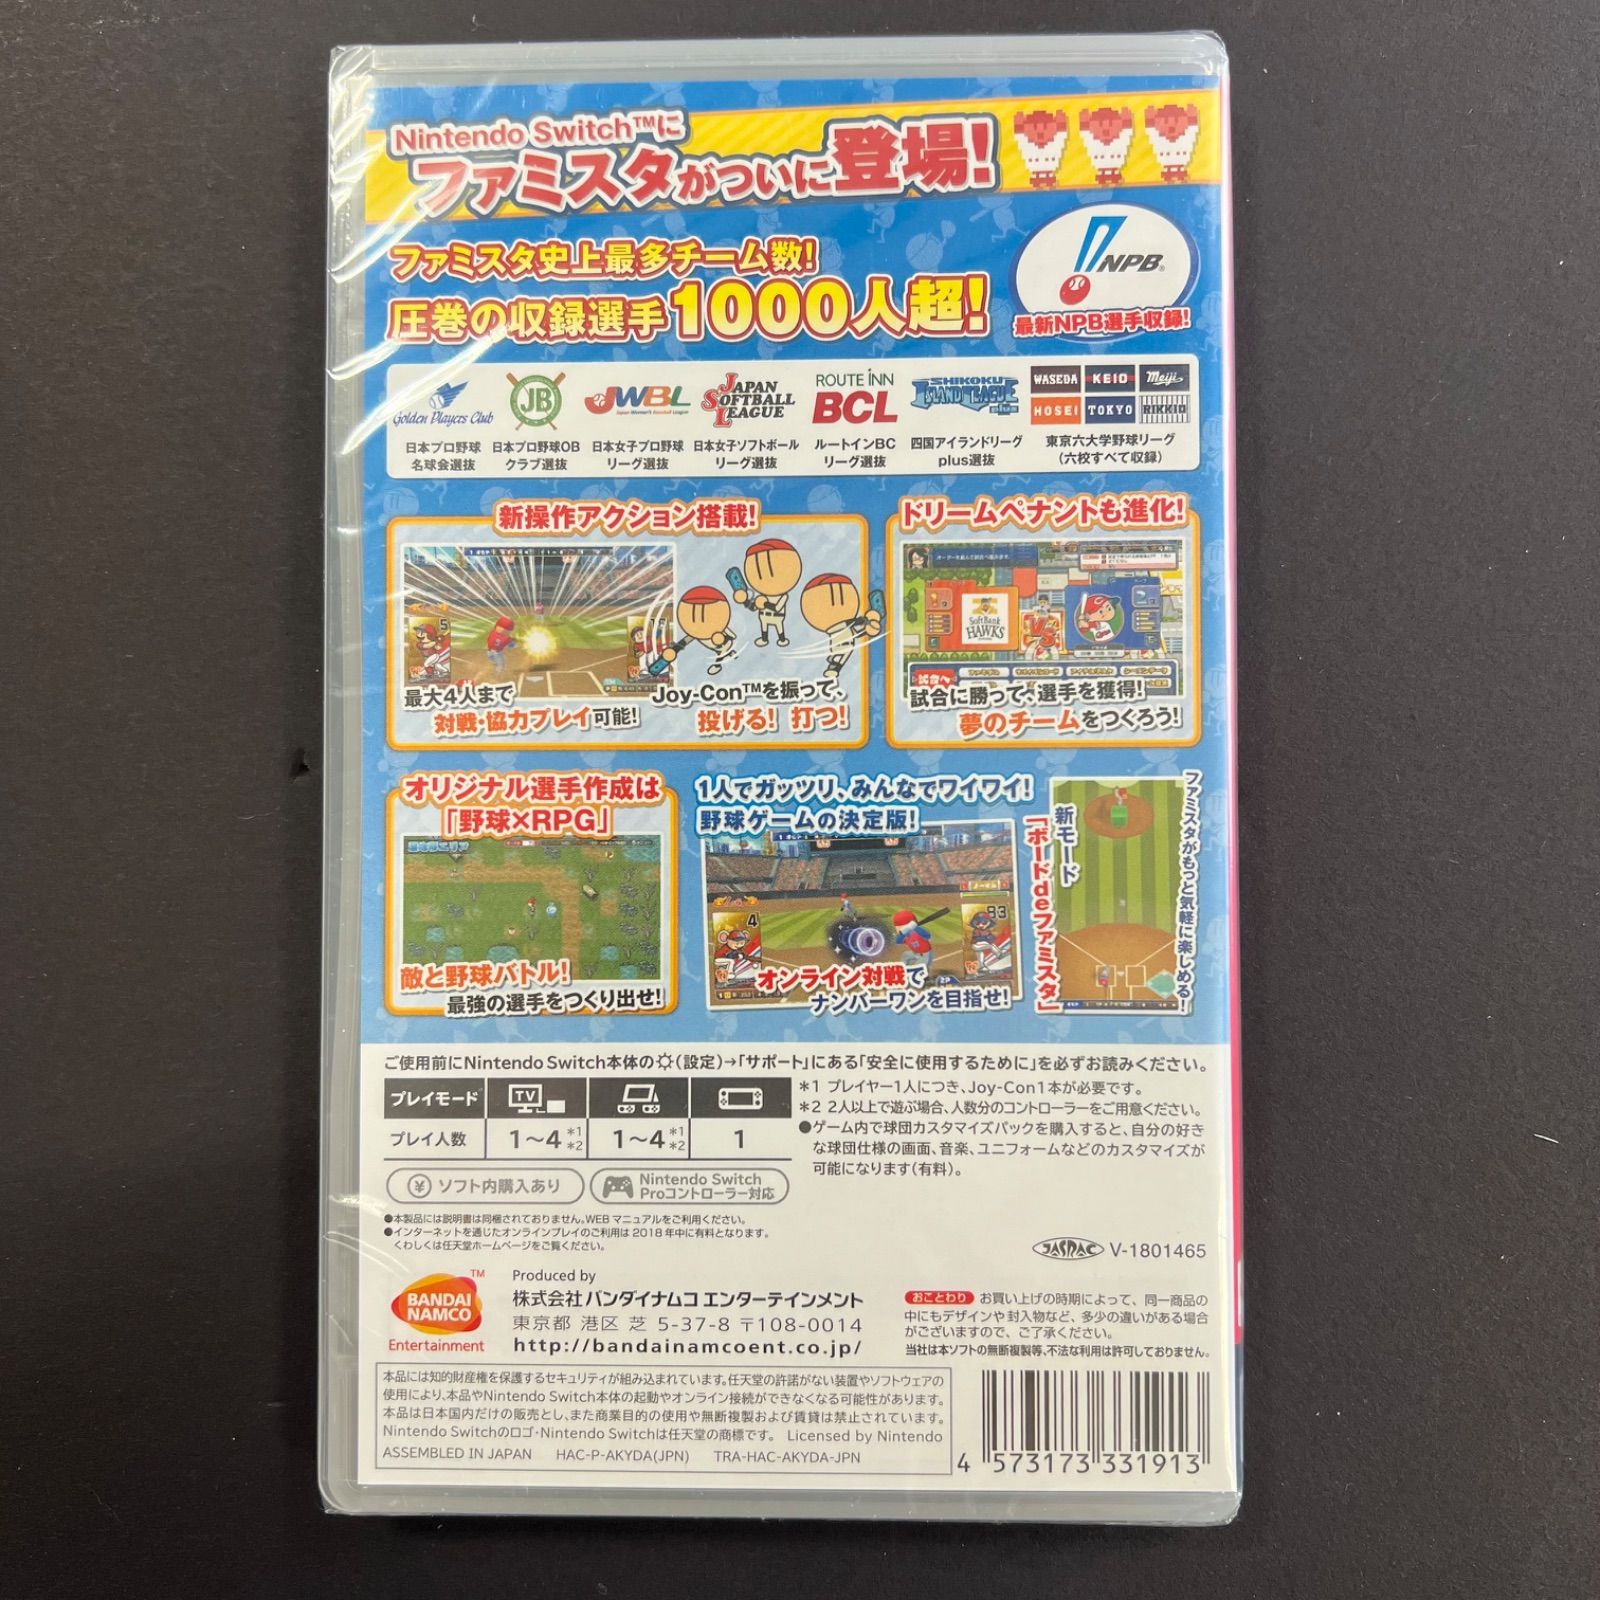 Nintendo Switch™に
ファミスタがついに登場!
ファミスタ史上最多チーム数!
圧巻の収録選手1000人超!
NPB
最新NPB選手収録!
Golden Players Club
日本プロ野球
名球会選抜
JB
日本プロ野球OB
クラブ選抜
JWBL
Japan Women's Baseball League
日本女子プロ野球
リーグ選抜
JAPAN
SOFTBALL
LEAGUE
日本女子ソフトボール
リーグ選抜
ROUTE INN
BCL
ルートインBC
リーグ選抜
SHIKOKU
ISLAND LEAGUE
plus
四国アイランドリーグ
plus選抜
WASEDA KEIO Meiji
HOSEI TOKYO RIKKIO
東京六大学野球リーグ
(六校すべて収録)
新操作アクション搭載!
最大4人まで
対戦・協力プレイ可能!
Joy-Con™を振って、
投げる! 打つ!
ドリームペナントも進化!
SoftBank
HAWKS
VS
試合へ
試合に勝って、選手を獲得!
夢のチームをつくろう!
オリジナル選手作成は
「野球×RPG」
敵と野球バトル!
最強の選手をつくり出せ!
1人でガッツリ、みんなでワイワイ!
野球ゲームの決定版!
4
83
オンライン対戦で
ナンバーワンを目指せ!
ファミスタがもっと気軽に楽しめる!
新モード
「ボードdeファミスタ」
ご使用前にNintendo Switch本体の(設定)→「サポート」にある「安全に使用するために」を必ずお読みください。
プレイモード TV
プレイ人数 1～4 *1 *2 1～4 *1 *2 1
*1 プレイヤー1人につき、Joy-Con1本が必要です。
*2 2人以上で遊ぶ場合、人数分のコントローラーをご用意ください。
●ゲーム内で球団カスタマイズパックを購入すると、自分の好き
な球団仕様の画面、音楽、ユニフォームなどのカスタマイズが
可能になります(有料)。
¥ ソフト内購入あり
Nintendo Switch
Proコントローラー対応
●本製品には説明書は同梱されておりません。WEBマニュアルをご利用ください。
●インターネットを通じたオンラインプレイのご利用は2018年中に有料となります。
くわしくは任天堂ホームページをご覧ください。
JASRAC V-1801465
BANDAI
NAMCO
Entertainment
TM
Produced by
株式会社バンダイナムコエンターテインメント
東京都 港区 芝 5-37-8 〒108-0014
http://bandainamcoent.co.jp/
おことわり お買い上げの時期によって、同一商品の
中にもデザインや封入物など、多少の違いがある場合
がございますので、ご了承ください。
当社は本ソフトの無断複製等、不法な利用は許可しておりません。
本品には知的財産権を保護するセキュリティが組み込まれています。任天堂の許諾がない装置やソフトウェアの
使用により、本品やNintendo Switch本体の起動やオンライン接続ができなくなる可能性があります。
本品は日本国内だけの販売とし、また商業目的の使用や無断複製および賃貸は禁止されています。
Nintendo Switchのロゴ・Nintendo Switchは任天堂の商標です。 Licensed by Nintendo
ASSEMBLED IN JAPAN HAC-P-AKYDA(JPN) TRA-HAC-AKYDA-JPN
4 573173 331913